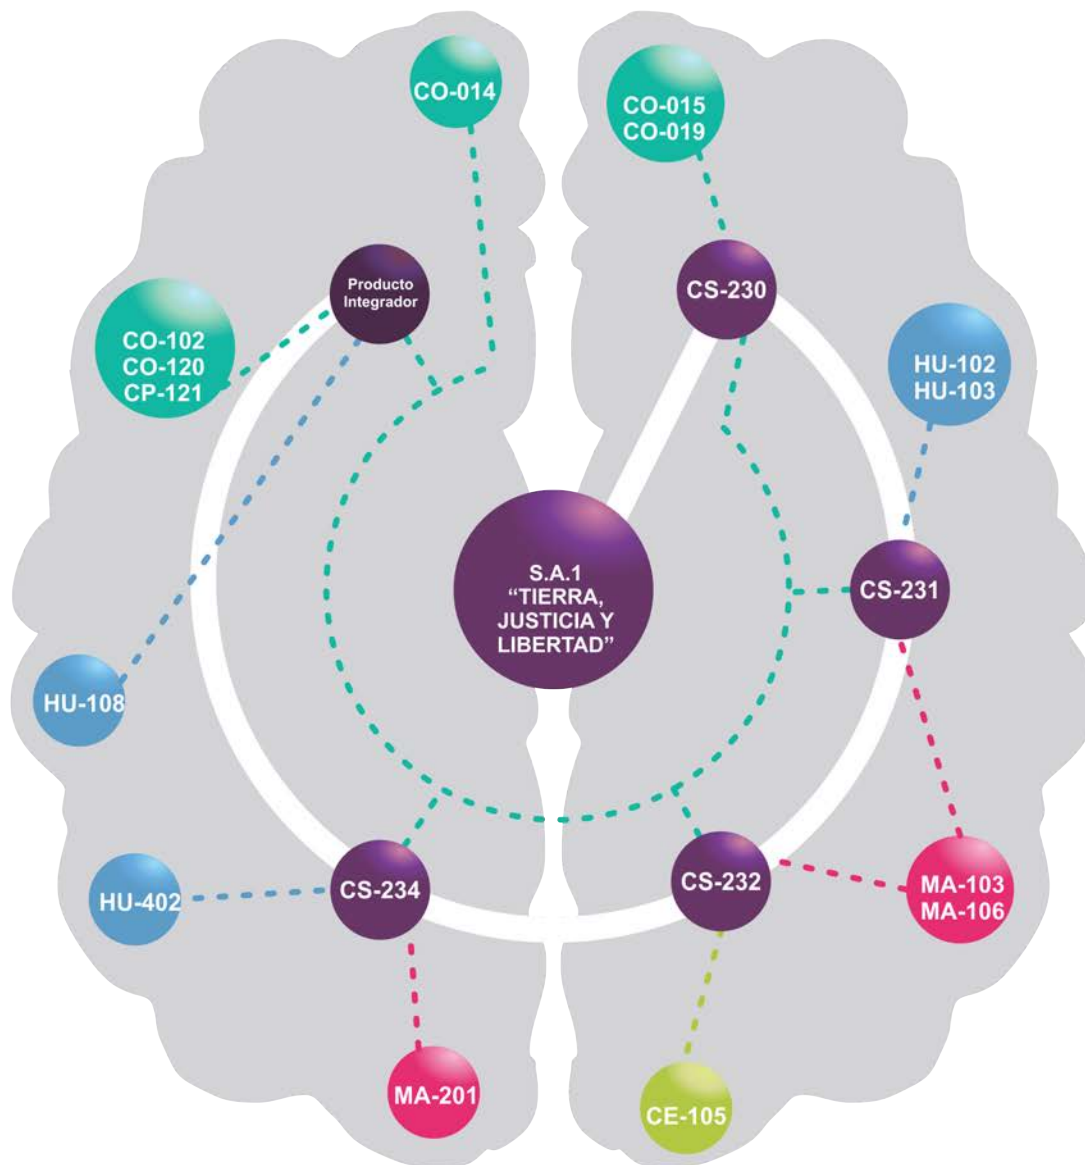 CO-014
CO-015
CO-019
Producto
Integrador
CS-230
CO-102
CO-120
CP-121
HU-102
HU-103
S.A.1
“TIERRA,
JUSTICIA Y
LIBERTAD”
CS-231
HU-108
HU-402
CS-234
CS-232
MA-103
MA-106
MA-201
CE-105